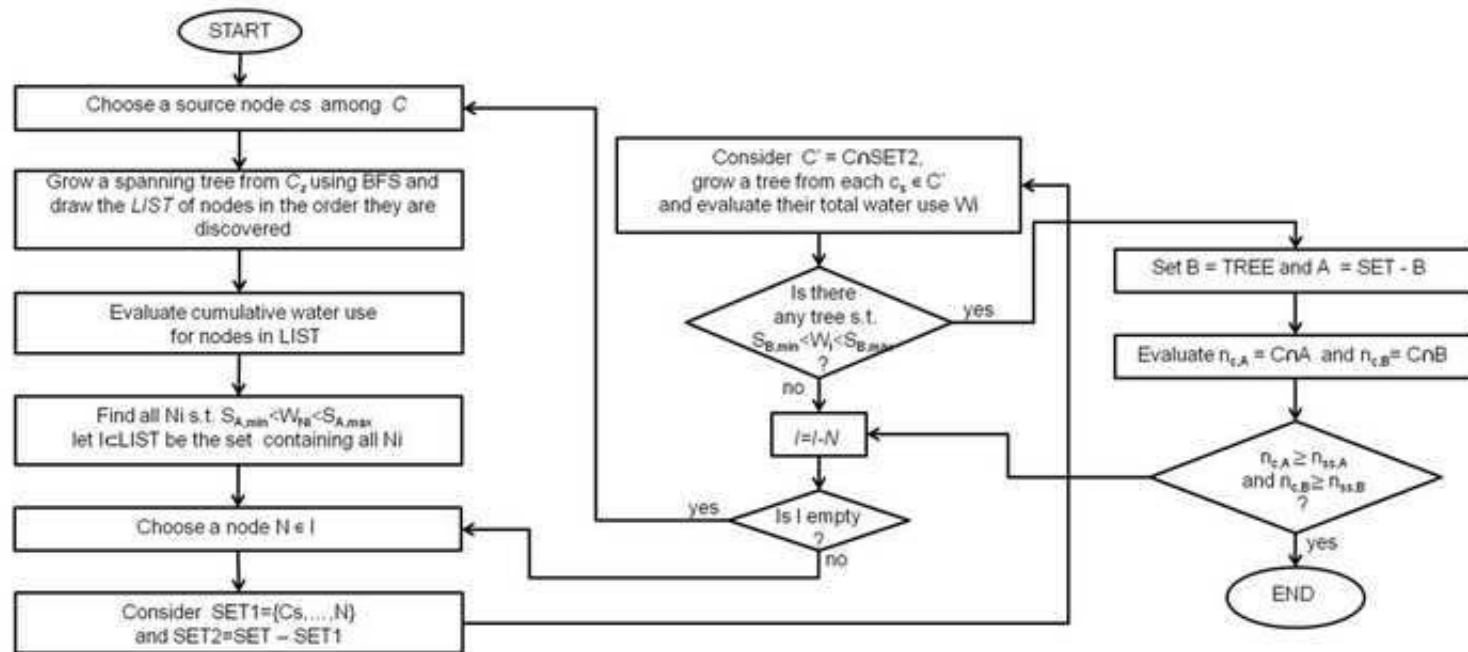 START
Choose a source node cs among C
Grow a spanning tree from Cs using BFS and
draw the LIST of nodes in the order they are
discovered
Evaluate cumulative water use
for nodes in LIST
Find all Ni s.t. SA,min<WNi<SA,max
let I⊂LIST be the set containing all Ni
Choose a node N ∈ I
Consider SET1={Cs,...,N}
and SET2=SET – SET1
Consider C' = C∩SET2,
grow a tree from each cs ∈ C'
and evaluate their total water use Wi
Is there
any tree s.t.
SB,min<Wi<SB,max
?
yes
no
I=I-N
Is I empty
?
yes
no
Set B = TREE and A = SET - B
Evaluate nc,A = C∩A and nc,B= C∩B
nc,A ≥ nss,A
and nc,B≥ nss,B
?
yes
END